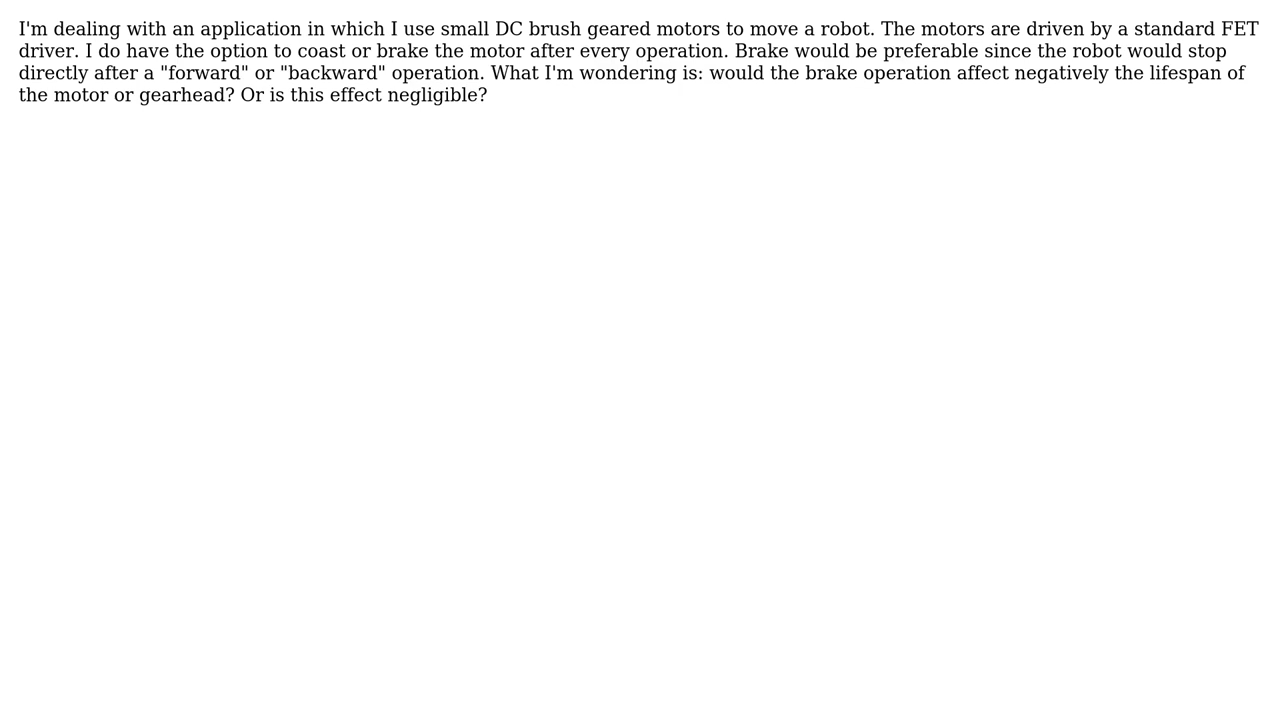 I'm dealing with an application in which I use small DC brush geared motors to move a robot. The motors are driven by a standard FET
driver. I do have the option to coast or brake the motor after every operation. Brake would be preferable since the robot would stop
directly after a "forward" or "backward" operation. What I'm wondering is: would the brake operation affect negatively the lifespan of
the motor or gearhead? Or is this effect negligible?